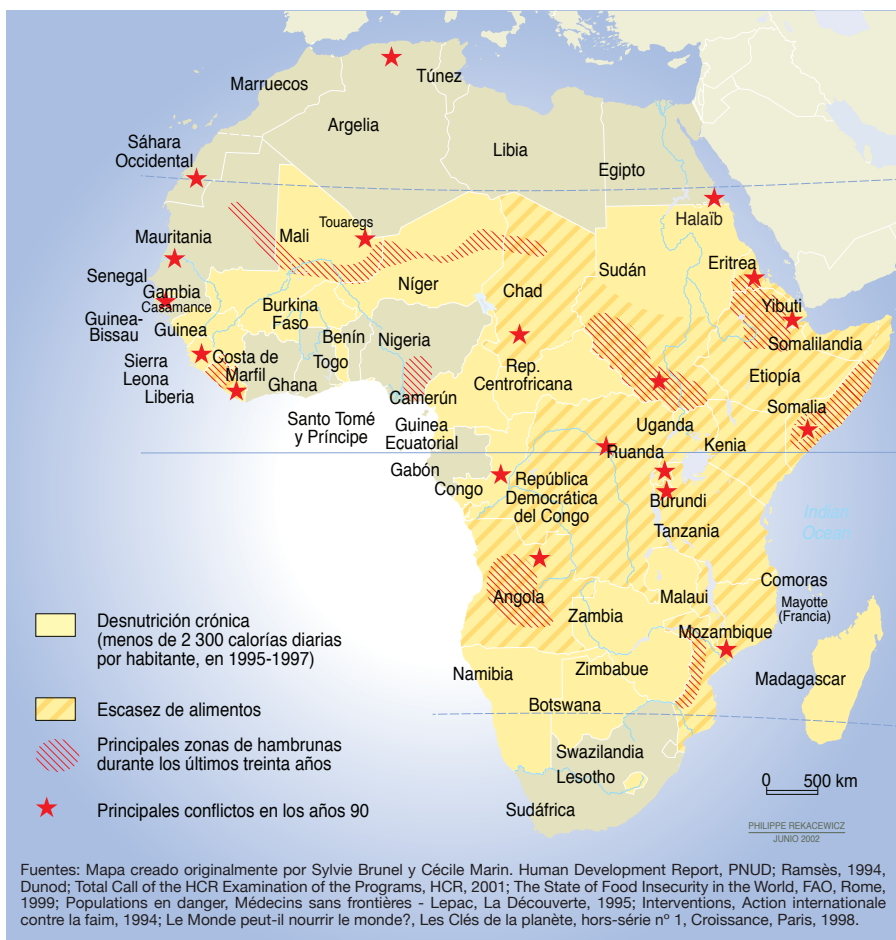 Marruecos
Túnez
Argelia
Libia
Egipto
Sáhara
Occidental
Halaïb
Touaregs
Mali
Mauritania
Níger
Chad
Sudán
Eritrea
Senegal
Gambia
Casamance
Guinea-
Bissau
Guinea
Burkina
Faso
Benín
Nigeria
Yibuti
Somalilandia
Sierra
Leona
Liberia
Costa de
Marfil
Ghana
Togo
Rep.
Centrofricana
Etiopía
Camerún
Somalia
Santo Tomé
y Príncipe
Guinea
Ecuatorial
Uganda
Kenia
Ruanda
Gabón
Congo
República
Democrática
del Congo
Burundi
Tanzania
Indian
Ocean
Angola
Comoras
Mayotte
(Francia)
Malaui
Zambia
Mozambique
Namibia
Zimbabue
Madagascar
Botswana
Swazilandia
Lesotho
Sudáfrica
Desnutrición crónica
(menos de 2 300 calorías diarias
por habitante, en 1995-1997)
Escasez de alimentos
Principales zonas de hambrunas
durante los últimos treinta años
Principales conflictos en los años 90
0 500 km
PHILIPPE REKACEWICZ
JUNIO 2002
Fuentes: Mapa creado originalmente por Sylvie Brunel y Cécile Marin. Human Development Report, PNUD; Ramsès, 1994,
Dunod; Total Call of the HCR Examination of the Programs, HCR, 2001; The State of Food Insecurity in the World, FAO, Rome,
1999; Populations en danger, Médecins sans frontières - Lepac, La Découverte, 1995; Interventions, Action internationale
contre la faim, 1994; Le Monde peut-il nourrir le monde?, Les Clés de la planète, hors-série nº 1, Croissance, Paris, 1998.